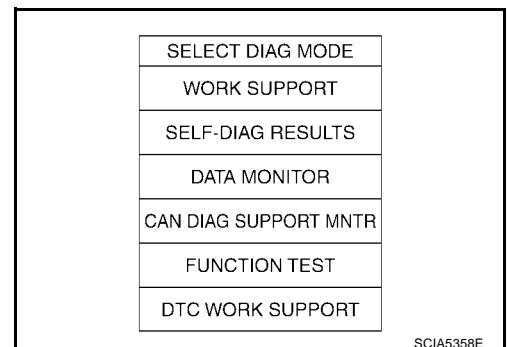 SELECT DIAG MODE
WORK SUPPORT
SELF-DIAG RESULTS
DATA MONITOR
CAN DIAG SUPPORT MNTR
FUNCTION TEST
DTC WORK SUPPORT
SCIA5358E